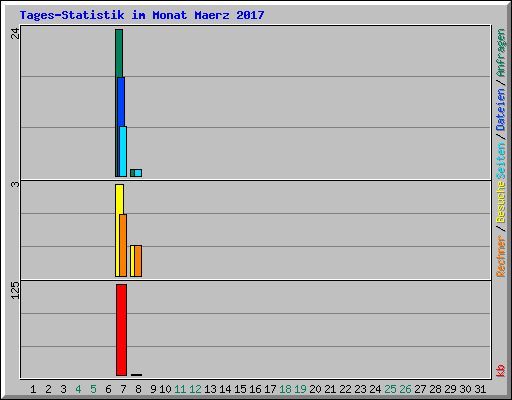 Tages-Statistik im Monat Maerz 2017
24
3
125
Rechner / Besuche Seiten / Dateien / Anfragen
kb
1 2 3 4 5 6 7 8 9 10 11 12 13 14 15 16 17 18 19 20 21 22 23 24 25 26 27 28 29 30 31